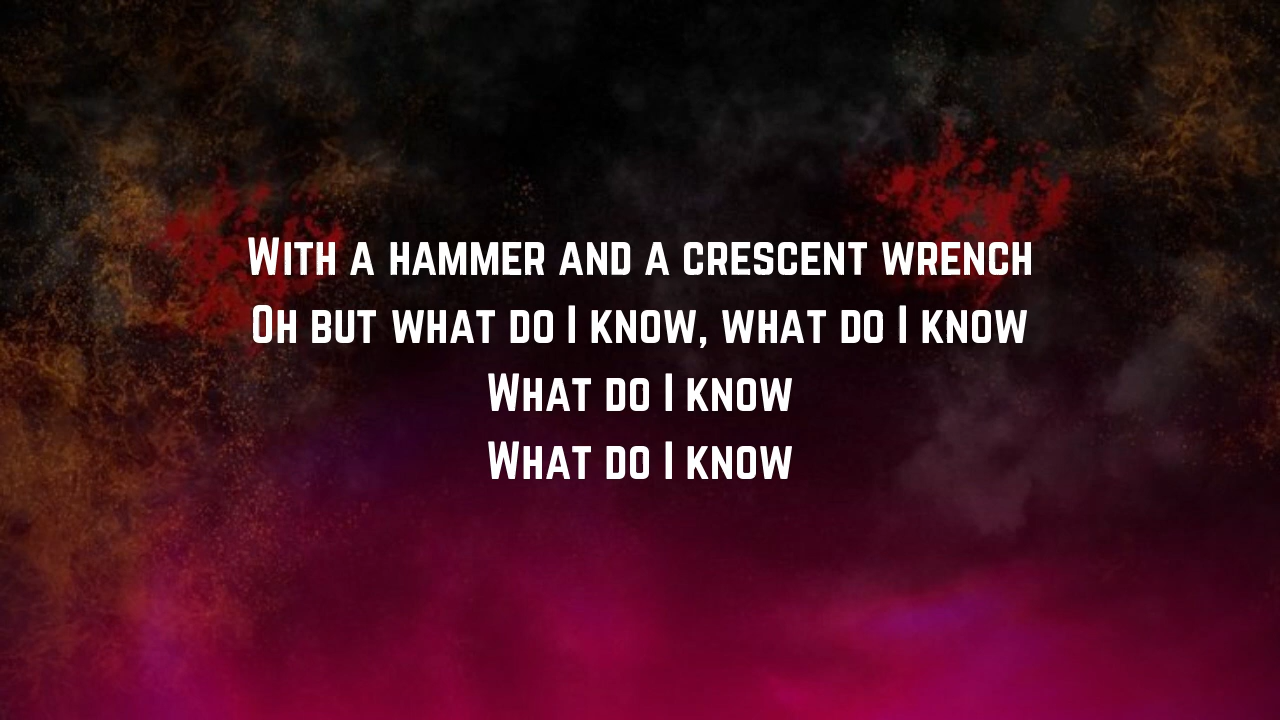 With a hammer and a crescent wrench
Oh but what do I know, what do I know
What do I know
What do I know